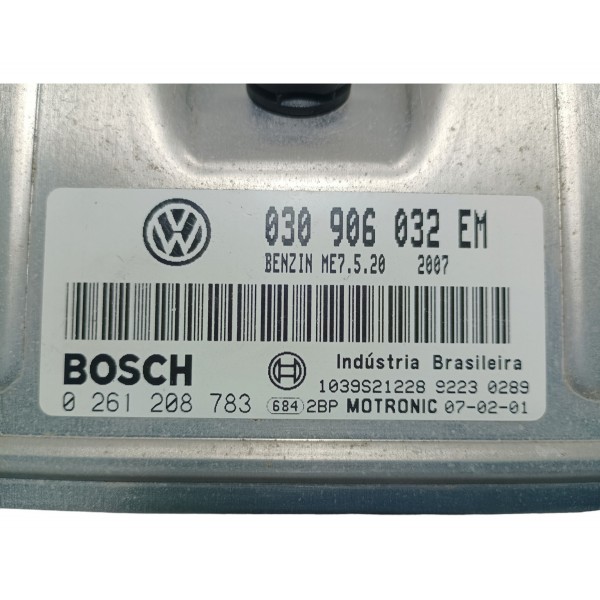 030 906 032 EM
BENZIN ME7.5.20 2007
BOSCH
Indústria Brasileira
1039S21228 9223 0289
0 261 208 783 684 2BP MOTRONIC 07-02-01